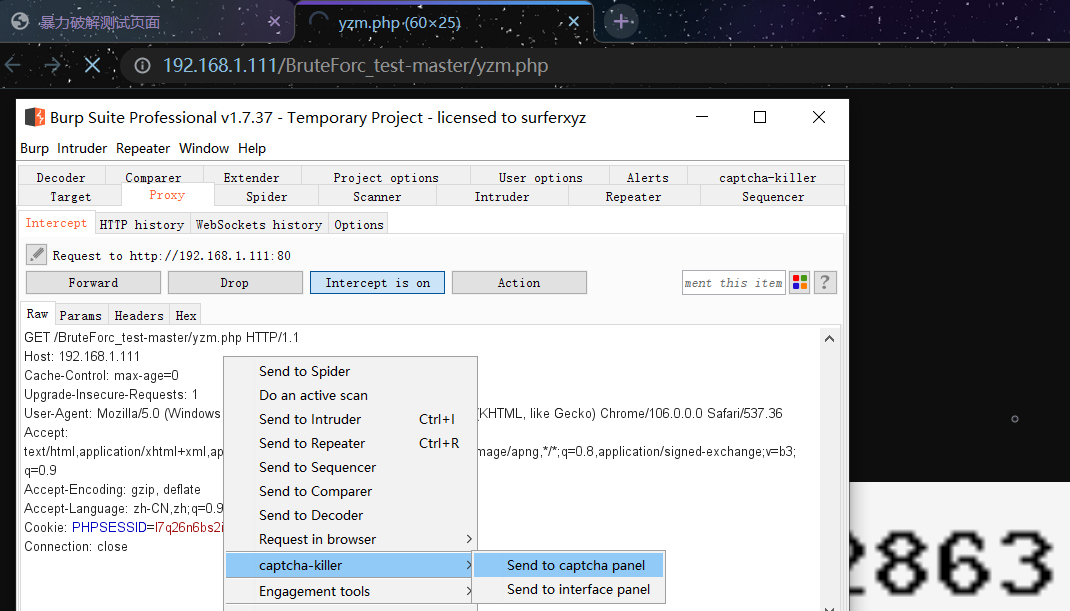 暴力破解测试页面
yzm.php (60×25)
192.168.1.111/BruteForc_test-master/yzm.php
Burp Suite Professional v1.7.37 - Temporary Project - licensed to surferxyz
Burp Intruder Repeater Window Help
Decoder Comparer Extender Project options User options Alerts captcha-killer
Target Proxy Spider Scanner Intruder Repeater Sequencer
Intercept HTTP history WebSockets history Options
Request to http://192.168.1.111:80
Forward Drop Intercept is on Action ment this item ?
Raw Params Headers Hex
GET /BruteForc_test-master/yzm.php HTTP/1.1
Host: 192.168.1.111
Cache-Control: max-age=0
Upgrade-Insecure-Requests: 1
User-Agent: Mozilla/5.0 (Windows (KHTML, like Gecko) Chrome/106.0.0.0 Safari/537.36
Accept:
text/html,application/xhtml+xml,ap mage/apng,*/*;q=0.8,application/signed-exchange;v=b3;
q=0.9
Accept-Encoding: gzip, deflate
Accept-Language: zh-CN,zh;q=0.9
Cookie: PHPSESSID=l7q26n6bs2i
Connection: close
Send to Spider
Do an active scan
Send to Intruder Ctrl+I
Send to Repeater Ctrl+R
Send to Sequencer
Send to Comparer
Send to Decoder
Request in browser
captcha-killer
Engagement tools
Send to captcha panel
Send to interface panel
2863